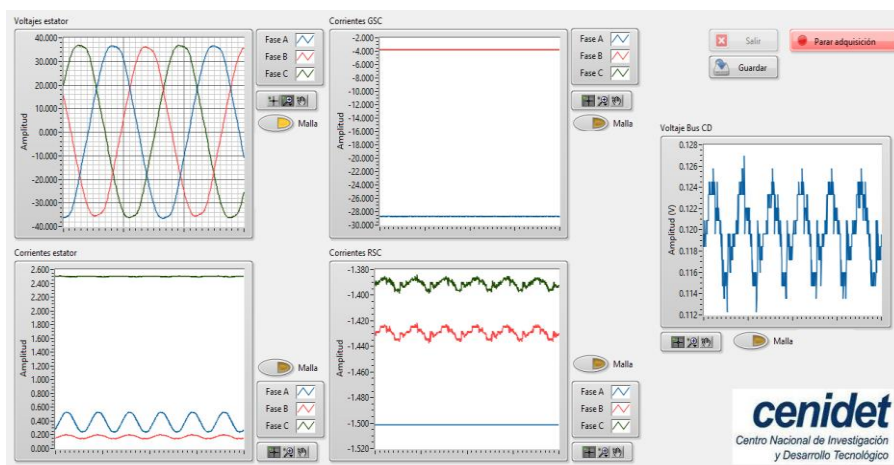 Voltajes estator
40.000
30.000
20.000
10.000
0.000
-10.000
-20.000
-30.000
-40.000
Amplitud
Fase A
Fase B
Fase C
Malla
Corrientes GSC
-2.000
-4.000
-6.000
-8.000
-10.000
-12.000
-14.000
-16.000
-18.000
-20.000
-22.000
-24.000
-26.000
-28.000
-30.000
Amplitud
Fase A
Fase B
Fase C
Malla
Salir
Parar adquisición
Guardar
Voltaje Bus CD
0.128
0.126
0.124
0.122
0.120
0.118
0.116
0.114
0.112
Amplitud (V)
Malla
Corrientes estator
2.600
2.400
2.200
2.000
1.800
1.600
1.400
1.200
1.000
0.800
0.600
0.400
0.200
0.000
Amplitud
Malla
Fase A
Fase B
Fase C
Corrientes RSC
-1.380
-1.400
-1.420
-1.440
-1.460
-1.480
-1.500
-1.520
Amplitud
Malla
Fase A
Fase B
Fase C
cenidet
Centro Nacional de Investigación
y Desarrollo Tecnológico